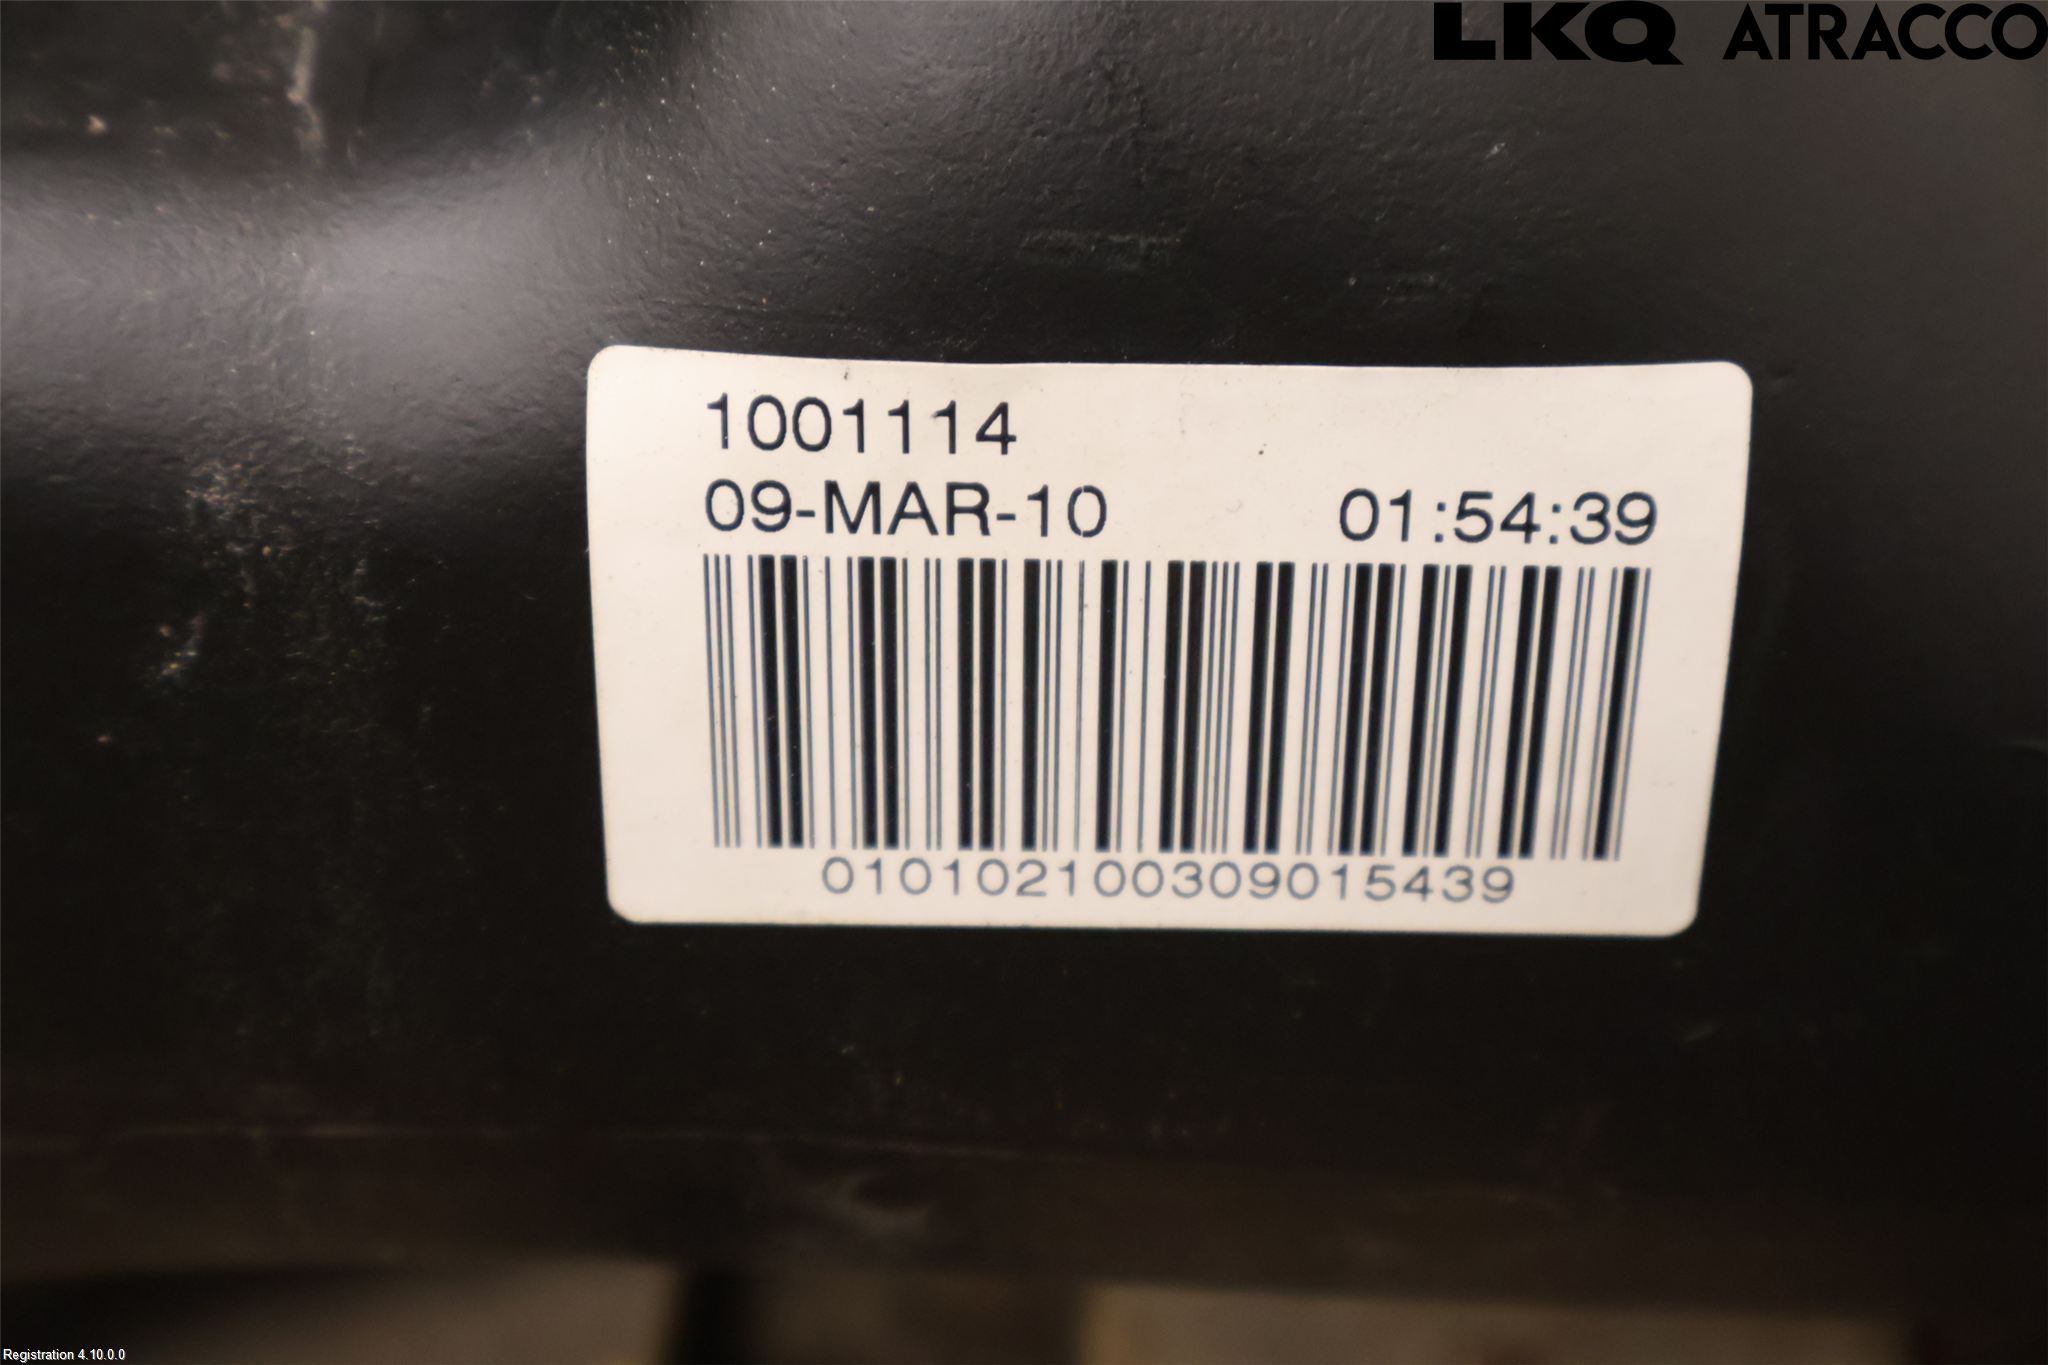 LKQ ATRACCO
1001114
09-MAR-10 01:54:39
010102100309015439
Registration 4.10.0.0